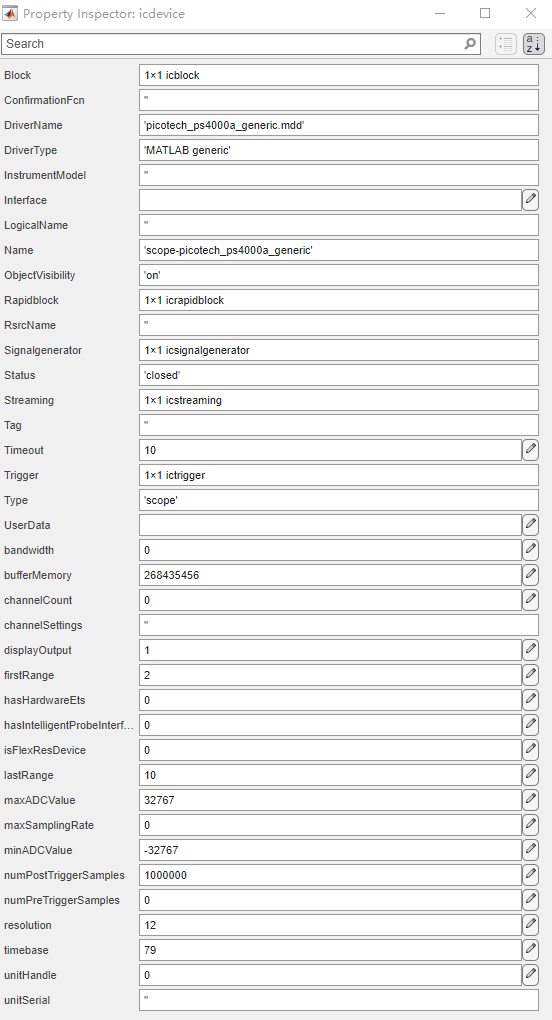 Property Inspector: icdevice
Search
Block 1×1 icblock
ConfirmationFcn ''
DriverName 'picotech_ps4000a_generic.mdd'
DriverType 'MATLAB generic'
InstrumentModel ''
Interface
LogicalName ''
Name 'scope-picotech_ps4000a_generic'
ObjectVisibility 'on'
Rapidblock 1×1 icrapidblock
RsrcName ''
Signalgenerator 1×1 icsignalgenerator
Status 'closed'
Streaming 1×1 icstreaming
Tag ''
Timeout 10
Trigger 1×1 ictrigger
Type 'scope'
UserData
bandwidth 0
bufferMemory 268435456
channelCount 0
channelSettings ''
displayOutput 1
firstRange 2
hasHardwareEts 0
hasIntelligentProbeInterf... 0
isFlexResDevice 0
lastRange 10
maxADCValue 32767
maxSamplingRate 0
minADCValue -32767
numPostTriggerSamples 1000000
numPreTriggerSamples 0
resolution 12
timebase 79
unitHandle 0
unitSerial ''